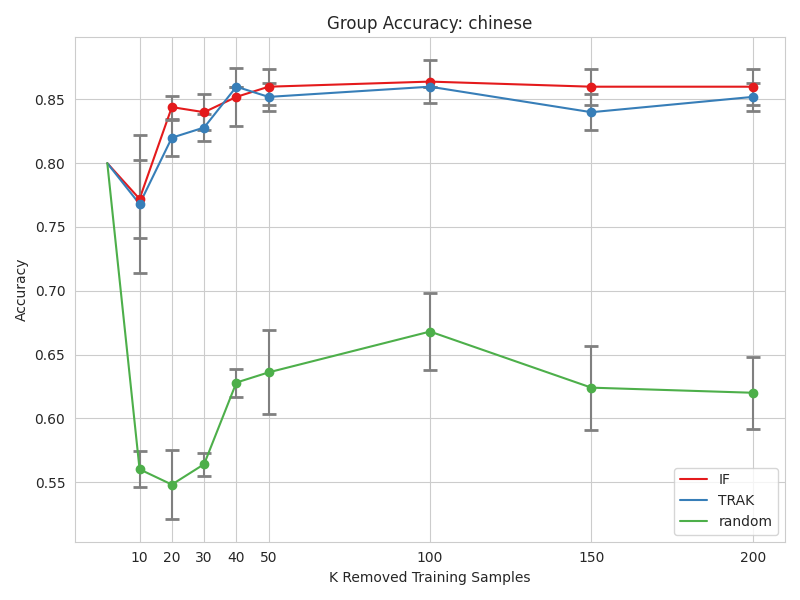 Group Accuracy: chinese
Accuracy
0.85
0.80
0.75
0.70
0.65
0.60
0.55
IF
TRAK
random
10 20 30 40 50 100 150 200
K Removed Training Samples